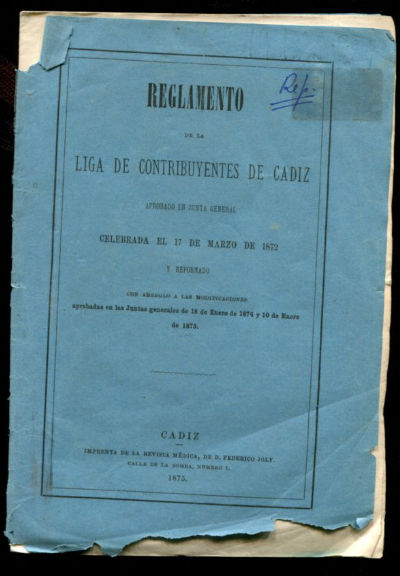 Refo.
REGLAMENTO
DE LA
LIGA DE CONTRIBUYENTES DE CADIZ
APROBADO EN JUNTA GENERAL
CELEBRADA EL 17 DE MARZO DE 1872
Y REFORMADO
CON ARREGLO A LAS MODIFICACIONES
aprobadas en las Juntas generales de 18 de Enero de 1874 y 10 de Enero
de 1875.
CADIZ
IMPRENTA DE LA REVISTA MÉDICA, DE D. FEDERICO JOLY.
CALLE DE LA BOMBA, NUMERO 1.
1875.